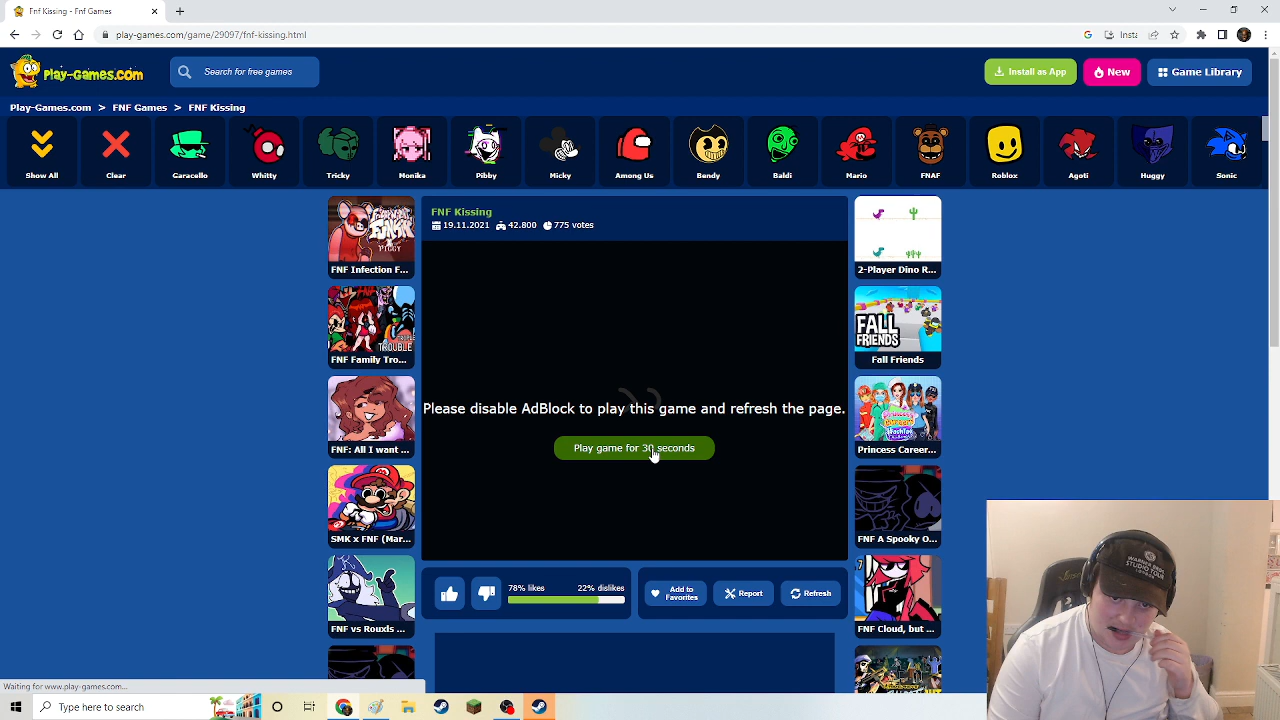 Fnf Kissing - Fnf Games
play-games.com/game/29097/fnf-kissing.html
Insta
Play-Games.com
Search for free games
Install as App
New
Game Library
Play-Games.com > FNF Games > FNF Kissing
Show All
Clear
Garacello
Whitty
Tricky
Monika
Pibby
Micky
Among Us
Bendy
Baldi
Mario
FNAF
Roblox
Agoti
Huggy
Sonic
FNF Kissing
19.11.2021 42.800 775 votes
FNF Infection F...
FNF Family Tro...
FNF: All I want ...
SMK x FNF (Mar...
FNF vs Rouxls ...
Please disable AdBlock to play this game and refresh the page.
Play game for 30 seconds
78% likes
22% dislikes
Add to
Favorites
Report
Refresh
2-Player Dino R...
FALL
FRIENDS
Fall Friends
Princess Career...
FNF A Spooky O...
FNF Cloud, but ...
Waiting for www.play-games.com...
Type here to search